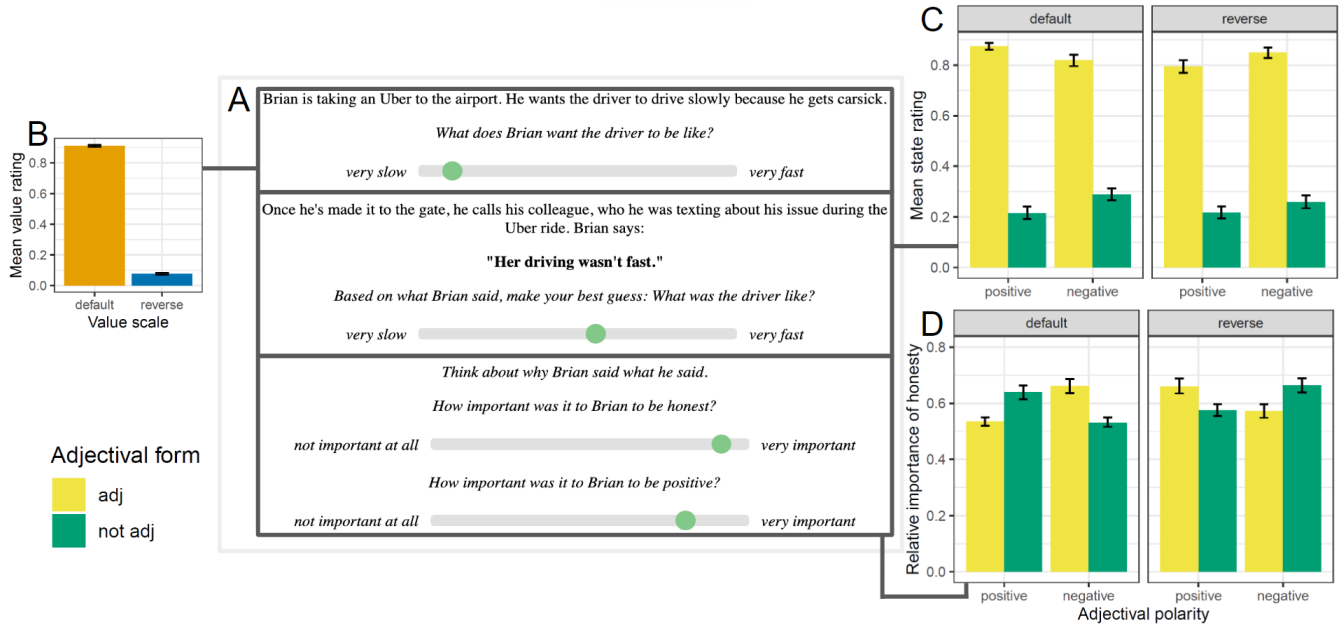 A
Brian is taking an Uber to the airport. He wants the driver to drive slowly because he gets carsick.
What does Brian want the driver to be like?
very slow
very fast
Once he's made it to the gate, he calls his colleague, who he was texting about his issue during the
Uber ride. Brian says:
"Her driving wasn't fast."
Based on what Brian said, make your best guess: What was the driver like?
very slow
very fast
Think about why Brian said what he said.
How important was it to Brian to be honest?
not important at all
very important
How important was it to Brian to be positive?
not important at all
very important
B
Mean value rating
0.8
0.6
0.4
0.2
0.0
default
reverse
Value scale
Adjectival form
adj
not adj
C
default
reverse
Mean state rating
0.8
0.6
0.4
0.2
0.0
positive
negative
positive
negative
D
default
reverse
Relative importance of honesty
0.8
0.6
0.4
0.2
0.0
positive
negative
positive
negative
Adjectival polarity